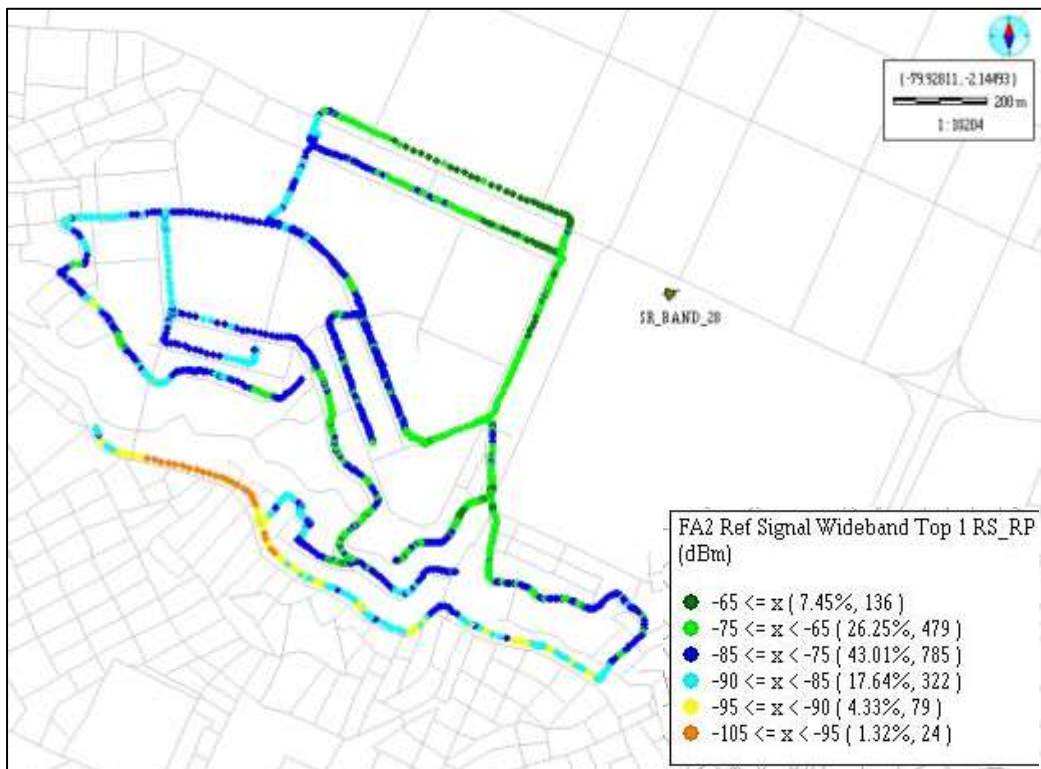 (-79.92811, -2.14493)
200 m
1:10204
SR_BAND_28
FA2 Ref Signal Wideband Top 1 RS_RP
(dBm)
-65 <= x ( 7.45%, 136 )
-75 <= x < -65 ( 26.25%, 479 )
-85 <= x < -75 ( 43.01%, 785 )
-90 <= x < -85 ( 17.64%, 322 )
-95 <= x < -90 ( 4.33%, 79 )
-105 <= x < -95 ( 1.32%, 24 )